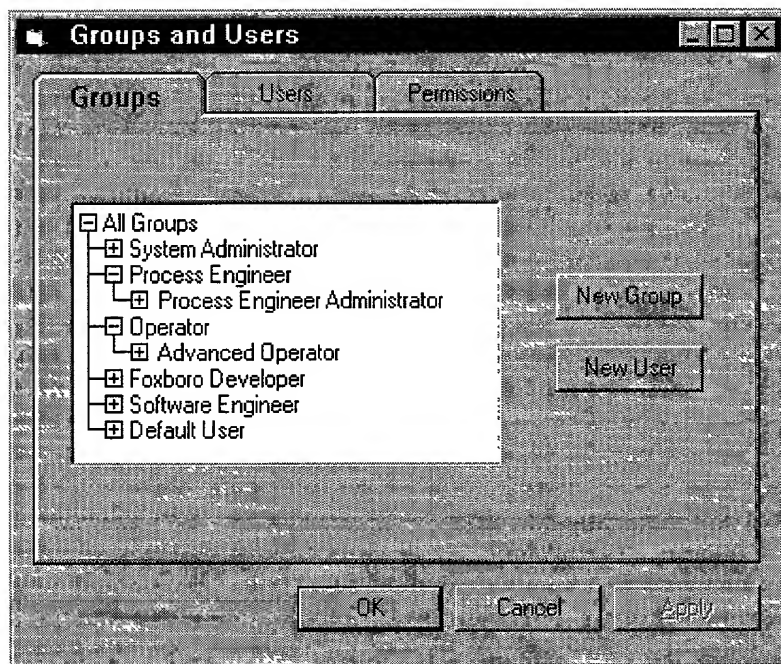 Groups and Users
Groups
Users
Permissions
All Groups
System Administrator
Process Engineer
Process Engineer Administrator
Operator
Advanced Operator
Foxboro Developer
Software Engineer
Default User
New Group
New User
OK
Cancel
Apply